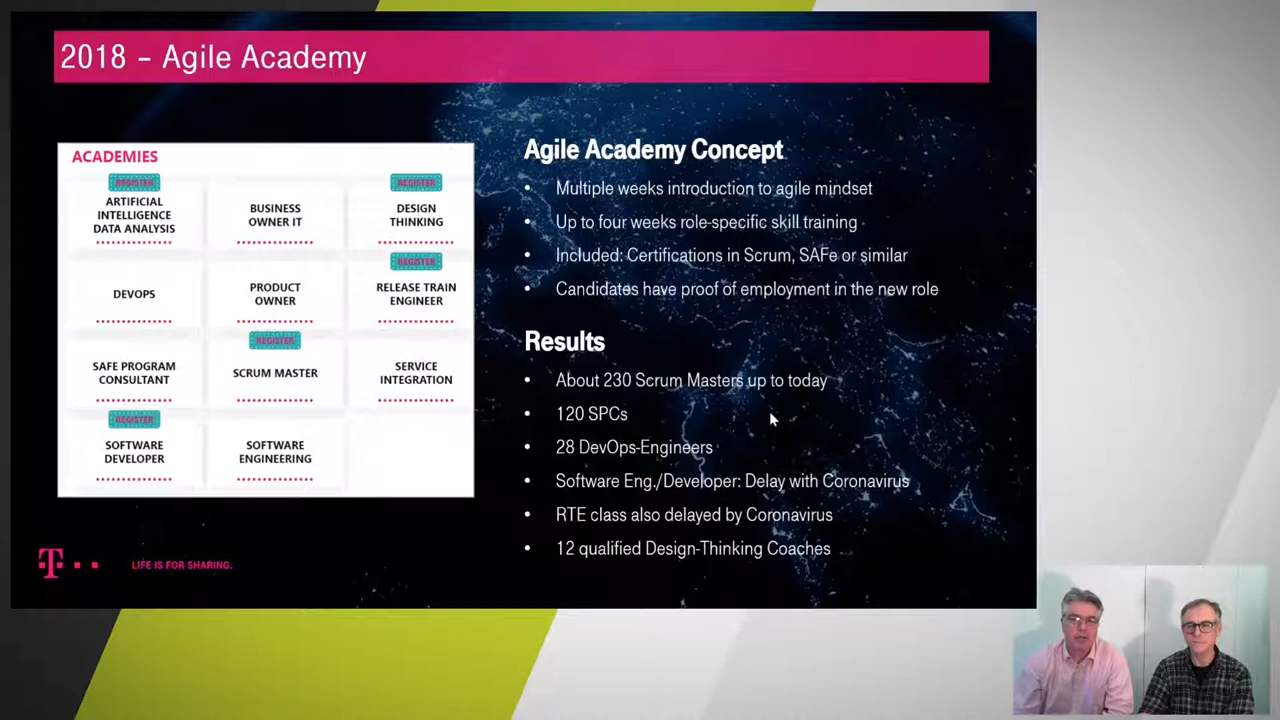 2018 – Agile Academy
ACADEMIES
REGISTER
ARTIFICIAL
INTELLIGENCE
DATA ANALYSIS
BUSINESS
OWNER IT
REGISTER
DESIGN
THINKING
DEVOPS
PRODUCT
OWNER
REGISTER
RELEASE TRAIN
ENGINEER
SAFE PROGRAM
CONSULTANT
REGISTER
SCRUM MASTER
SERVICE
INTEGRATION
REGISTER
SOFTWARE
DEVELOPER
SOFTWARE
ENGINEERING
Agile Academy Concept
• Multiple weeks introduction to agile mindset
• Up to four weeks role-specific skill training
• Included: Certifications in Scrum, SAFe or similar
• Candidates have proof of employment in the new role
Results
• About 230 Scrum Masters up to today
• 120 SPCs
• 28 DevOps-Engineers
• Software Eng./Developer: Delay with Coronavirus
• RTE class also delayed by Coronavirus
• 12 qualified Design-Thinking Coaches
T
LIFE IS FOR SHARING.